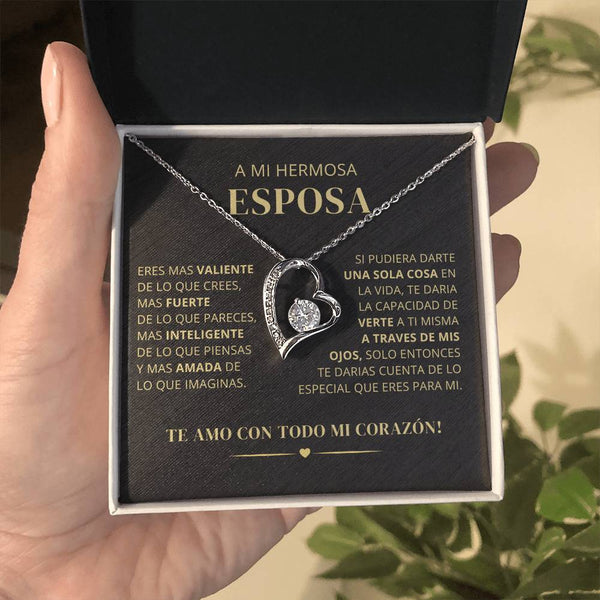 A MI HERMOSA
ESPOSA
ERES MAS VALIENTE
DE LO QUE CREES,
MAS FUERTE
DE LO QUE PARECES,
MAS INTELIGENTE
DE LO QUE PIENSAS
Y MAS AMADA DE
LO QUE IMAGINAS.
SI PUDIERA DARTE
UNA SOLA COSA EN
LA VIDA, TE DARIA
LA CAPACIDAD DE
VERTE A TI MISMA
A TRAVES DE MIS
OJOS, SOLO ENTONCES
TE DARIAS CUENTA DE LO
ESPECIAL QUE ERES PARA MI.
TE AMO CON TODO MI CORAZÓN!